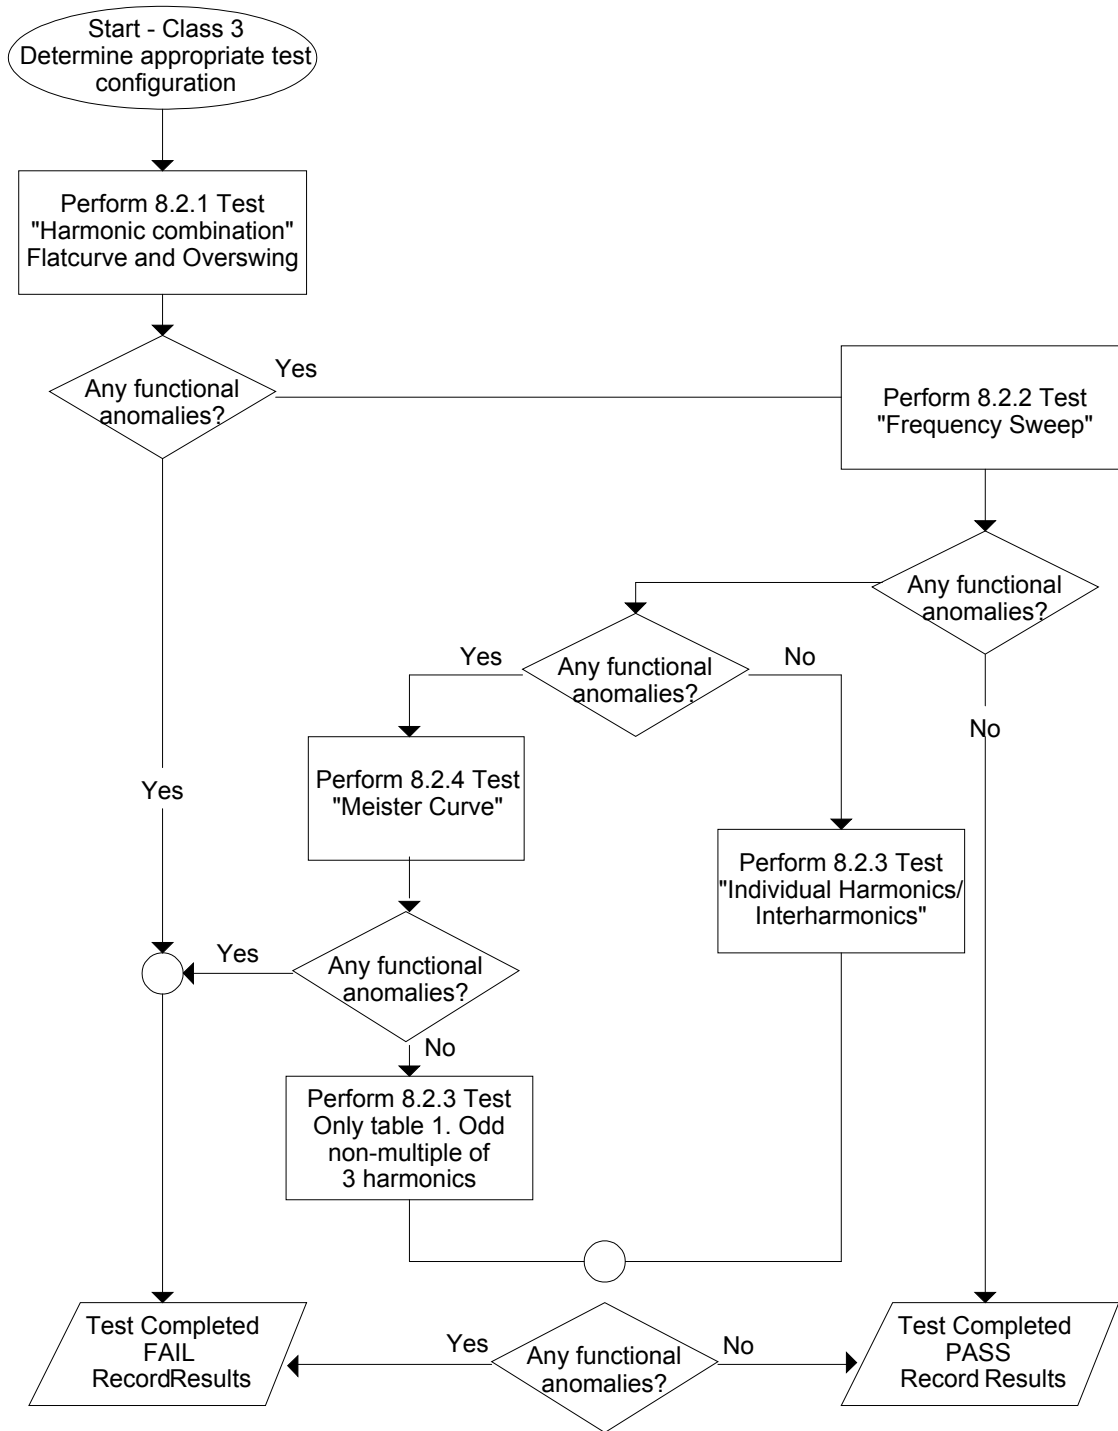 Start - Class 3
Determine appropriate test
configuration
Perform 8.2.1 Test
"Harmonic combination"
Flatcurve and Overswing
Any functional
anomalies?
Yes
Perform 8.2.2 Test
"Frequency Sweep"
Any functional
anomalies?
Yes
Any functional
anomalies?
No
No
Yes
Perform 8.2.4 Test
"Meister Curve"
Perform 8.2.3 Test
"Individual Harmonics/
Interharmonics"
Yes
Any functional
anomalies?
No
Perform 8.2.3 Test
Only table 1. Odd
non-multiple of
3 harmonics
Test Completed
FAIL
RecordResults
Yes
Any functional
anomalies?
No
Test Completed
PASS
Record Results